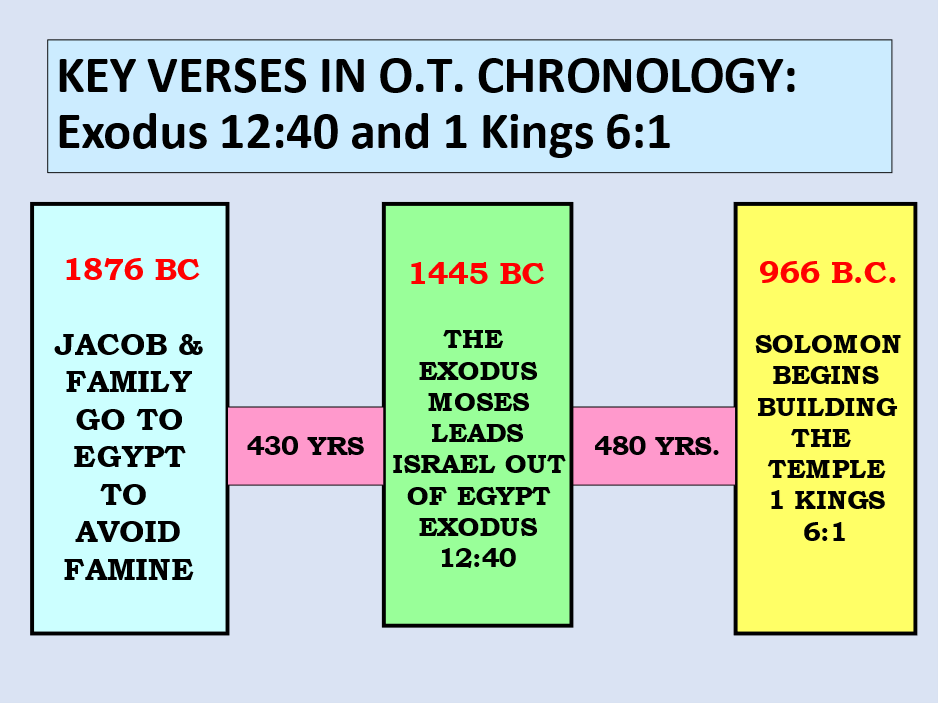 KEY VERSES IN O.T. CHRONOLOGY:
Exodus 12:40 and 1 Kings 6:1
1876 BC
JACOB &
FAMILY
GO TO
EGYPT
TO
AVOID
FAMINE
430 YRS
1445 BC
THE
EXODUS
MOSES
LEADS
ISRAEL OUT
OF EGYPT
EXODUS
12:40
480 YRS.
966 B.C.
SOLOMON
BEGINS
BUILDING
THE
TEMPLE
1 KINGS
6:1